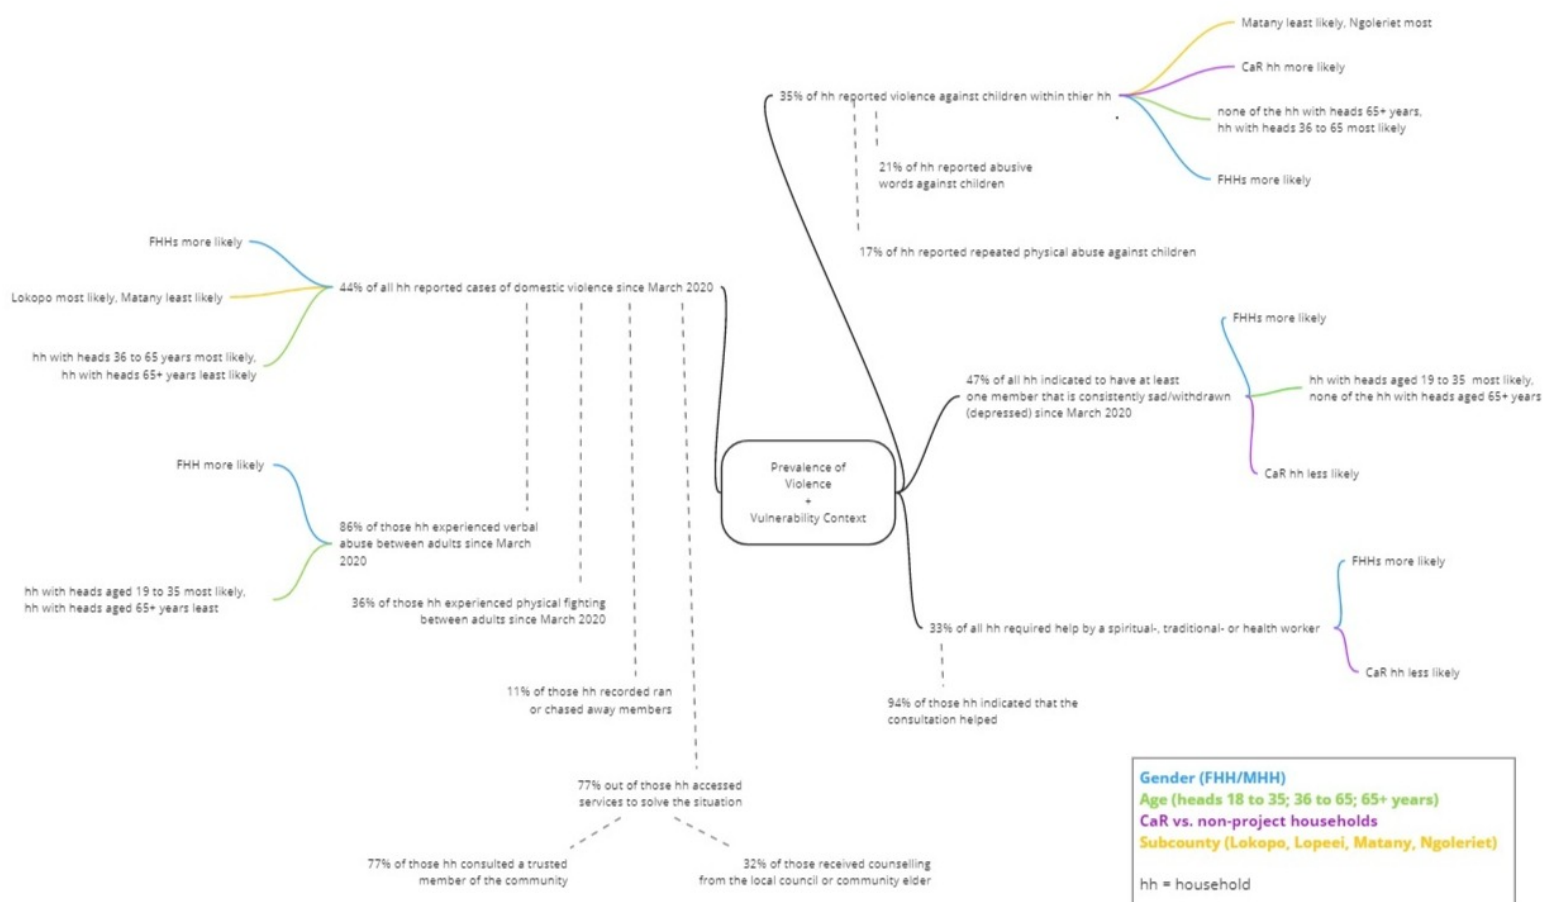 Matany least likely, Ngoleriet most
CaR hh more likely
35% of hh reported violence against children within thier hh
none of the hh with heads 65+ years,
hh with heads 36 to 65 most likely
21% of hh reported abusive
words against children
FHHs more likely
17% of hh reported repeated physical abuse against children
FHHs more likely
44% of all hh reported cases of domestic violence since March 2020
Lokopo most likely, Matany least likely
hh with heads 36 to 65 years most likely,
hh with heads 65+ years least likely
FHHs more likely
47% of all hh indicated to have at least
one member that is consistently sad/withdrawn
(depressed) since March 2020
hh with heads aged 19 to 35 most likely,
none of the hh with heads aged 65+ years
CaR hh less likely
Prevalence of
Violence
+
Vulnerability Context
FHH more likely
86% of those hh experienced verbal
abuse between adults since March
2020
hh with heads aged 19 to 35 most likely,
hh with heads aged 65+ years least
36% of those hh experienced physical fighting
between adults since March 2020
FHHs more likely
33% of all hh required help by a spiritual-, traditional- or health worker
CaR hh less likely
11% of those hh recorded ran
or chased away members
94% of those hh indicated that the
consultation helped
77% out of those hh accessed
services to solve the situation
77% of those hh consulted a trusted
member of the community
32% of those received counselling
from the local council or community elder
Gender (FHH/MHH)
Age (heads 18 to 35; 36 to 65; 65+ years)
CaR vs. non-project households
Subcounty (Lokopo, Lopeei, Matany, Ngoleriet)
hh = household